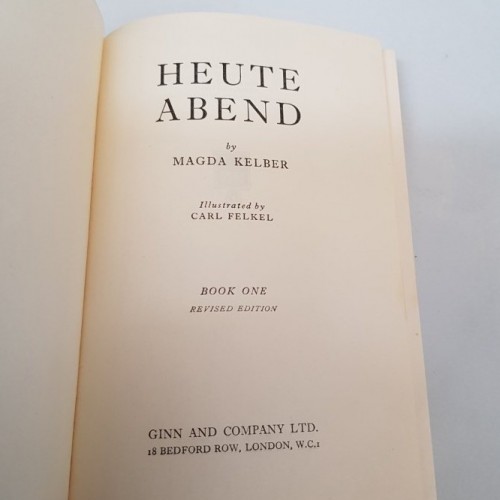 HEUTE
ABEND
by
MAGDA KELBER
Illustrated by
CARL FELKEL
BOOK ONE
REVISED EDITION
GINN AND COMPANY LTD.
18 BEDFORD ROW, LONDON, W.C.1